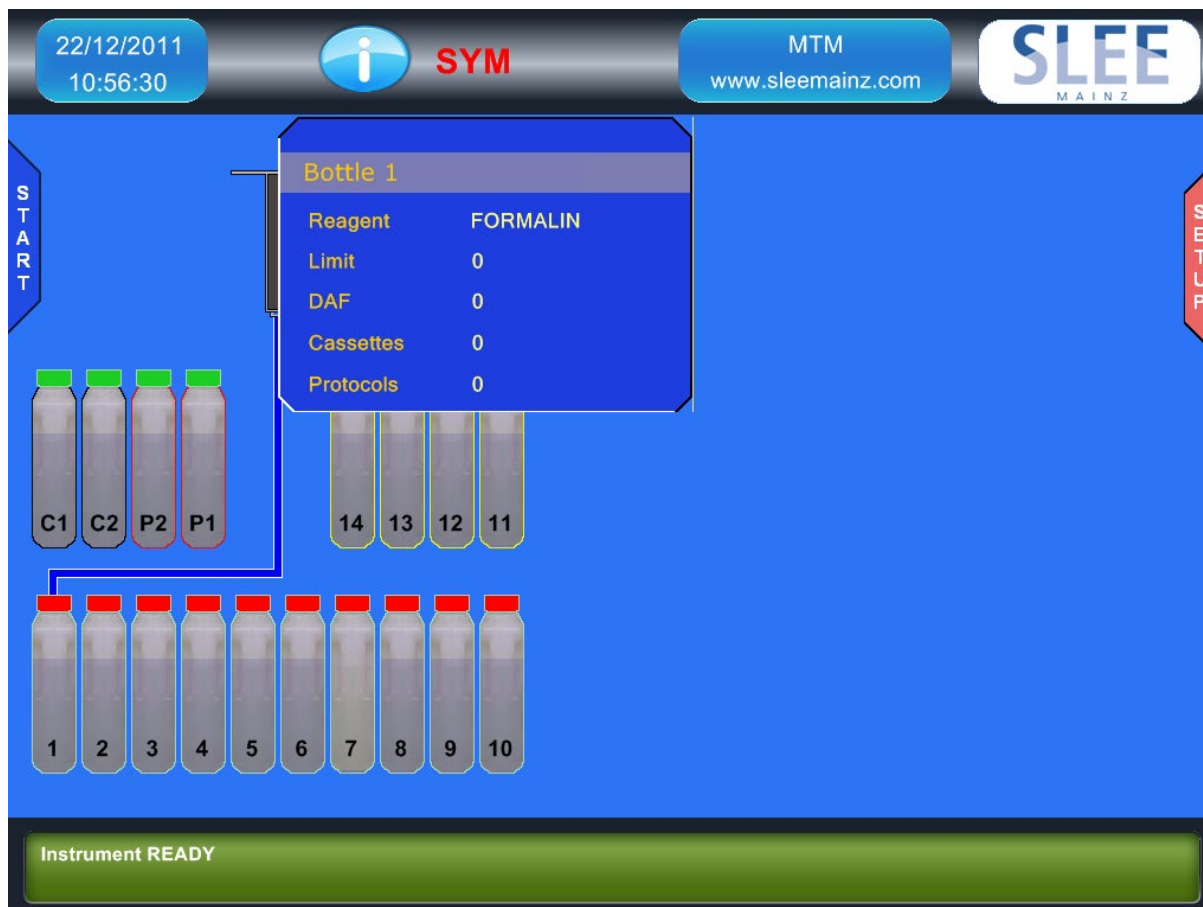 22/12/2011
10:56:30
i
SYM
MTM
www.sleemainz.com
SLEE
MAINZ
START
SETUP
Bottle 1
Reagent FORMALIN
Limit 0
DAF 0
Cassettes 0
Protocols 0
C1 C2 P2 P1 14 13 12 11
1 2 3 4 5 6 7 8 9 10
Instrument READY